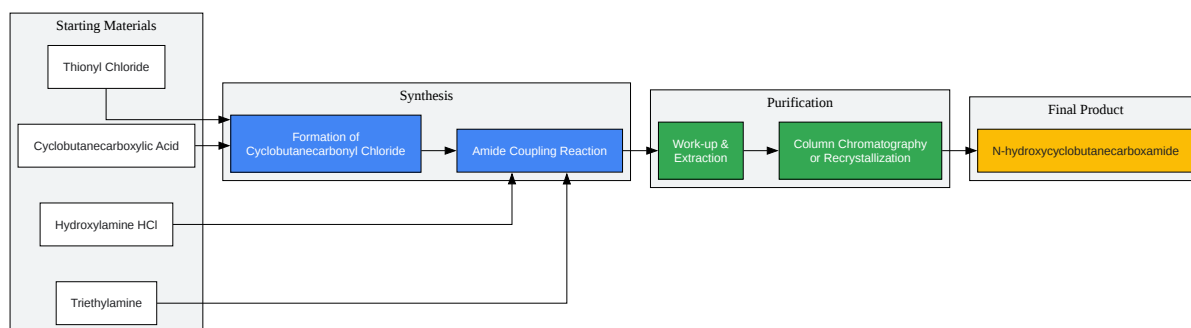 Starting Materials
Thionyl Chloride
Cyclobutanecarboxylic Acid
Hydroxylamine HCl
Triethylamine
Synthesis
Formation of
Cyclobutanecarbonyl Chloride
Amide Coupling Reaction
Purification
Work-up &
Extraction
Column Chromatography
or Recrystallization
Final Product
N-hydroxycyclobutanecarboxamide